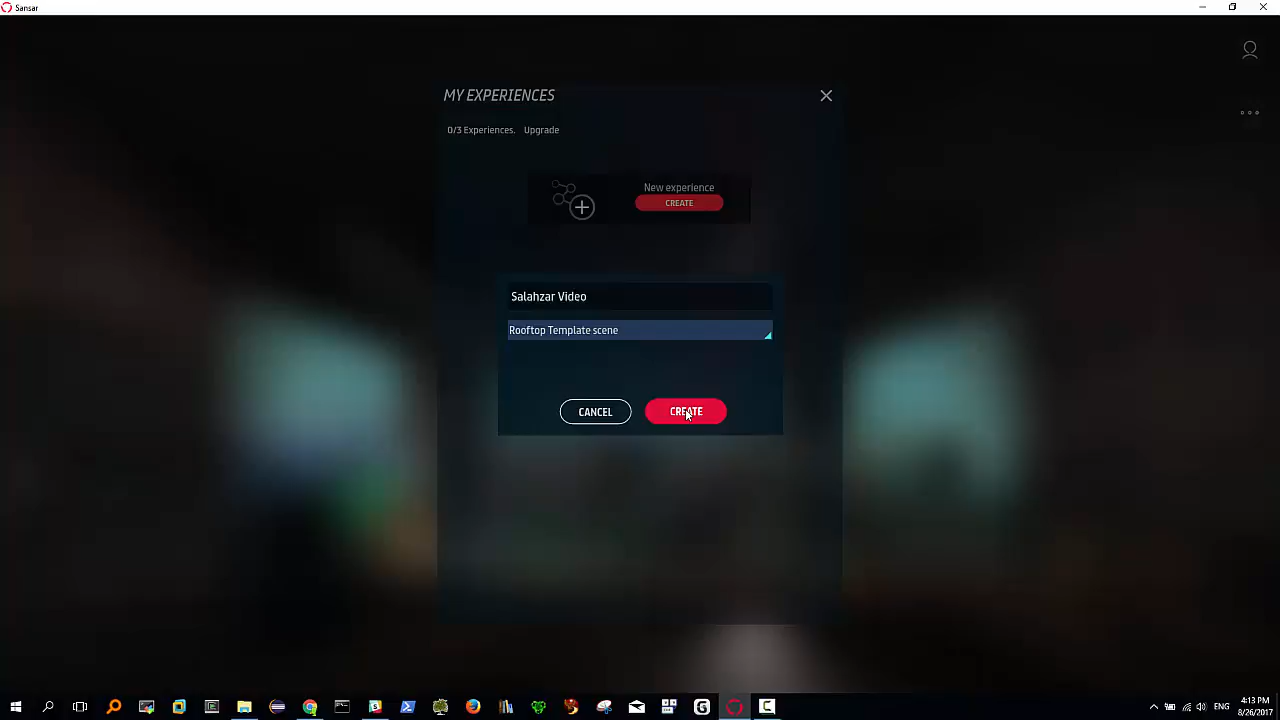 Sansar
MY EXPERIENCES
0/3 Experiences. Upgrade
New experience
CREATE
Salahzar Video
Rooftop Template scene
CANCEL
CREATE
ENG
4:13 PM
8/26/2017